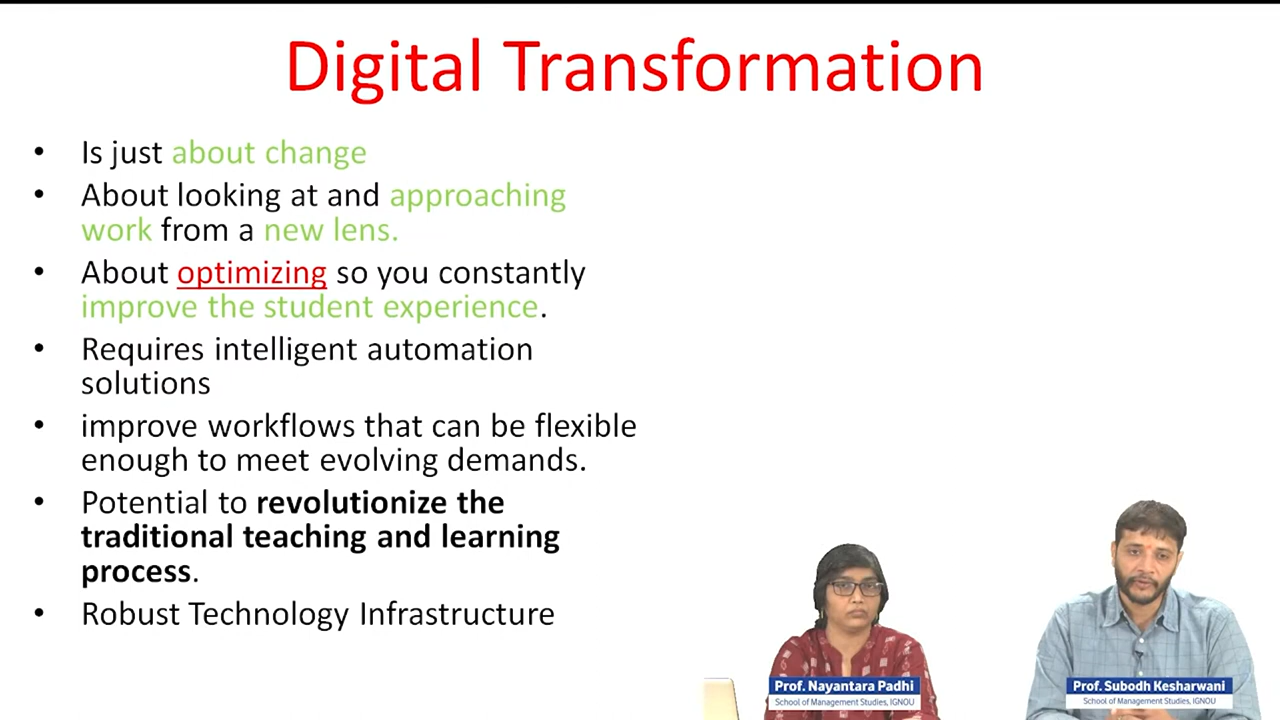 Digital Transformation
• Is just about change
• About looking at and approaching
work from a new lens.
• About optimizing so you constantly
improve the student experience.
• Requires intelligent automation
solutions
• improve workflows that can be flexible
enough to meet evolving demands.
• Potential to revolutionize the
traditional teaching and learning
process.
• Robust Technology Infrastructure
Prof. Nayantara Padhi
School of Management Studies, IGNOU
Prof. Subodh Kesharwani
School of Management Studies, IGNOU